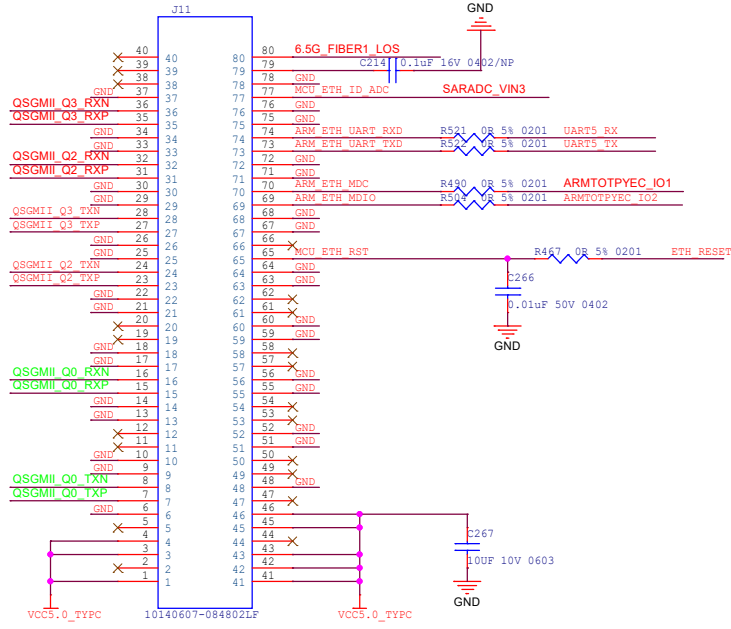 J11
GND
40 40 80 80 6.5G_FIBER1_LOS
39 39 79 79 C214 0.1uF 16V 0402/NP
38 38 78 78 GND
GND 37 37 77 77 MCU_ETH_ID_ADC SARADC_VIN3
QSGMII_Q3_RXN 36 36 76 76 GND
QSGMII_Q3_RXP 35 35 75 75 GND
GND 34 34 74 74 ARM_ETH_UART_RXD R521 0R 5% 0201 UART5_RX
GND 33 33 73 73 ARM_ETH_UART_TXD R522 0R 5% 0201 UART5_TX
QSGMII_Q2_RXN 32 32 72 72 GND
QSGMII_Q2_RXP 31 31 71 71 GND
GND 30 30 70 70 ARM_ETH_MDC R490 0R 5% 0201 ARMTOTPYEC_IO1
GND 29 29 69 69 ARM_ETH_MDIO R504 0R 5% 0201 ARMTOTPYEC_IO2
QSGMII_Q3_TXN 28 28 68 68 GND
QSGMII_Q3_TXP 27 27 67 67 GND
GND 26 26 66 66
GND 25 25 65 65 MCU_ETH_RST R467 0R 5% 0201 ETH_RESET
QSGMII_Q2_TXN 24 24 64 64 GND
QSGMII_Q2_TXP 23 23 63 63 GND
C266
GND 22 22 62 62
0.01uF 50V 0402
GND 21 21 61 61
20 20 60 60 GND
19 19 59 59 GND
GND
GND 18 18 58 58
GND 17 17 57 57
QSGMII_Q0_RXN 16 16 56 56 GND
QSGMII_Q0_RXP 15 15 55 55 GND
GND 14 14 54 54
GND 13 13 53 53
12 12 52 52 GND
11 11 51 51 GND
GND 10 10 50 50
GND 9 9 49 49
QSGMII_Q0_TXN 8 8 48 48 GND
QSGMII_Q0_TXP 7 7 47 47
GND 6 6 46 46
5 5 45 45
C267
4 4 44 44
3 3 43 43
10UF 10V 0603
2 2 42 42
1 1 41 41
GND
VCC5.0_TYPC 10140607-084802LF VCC5.0_TYPC